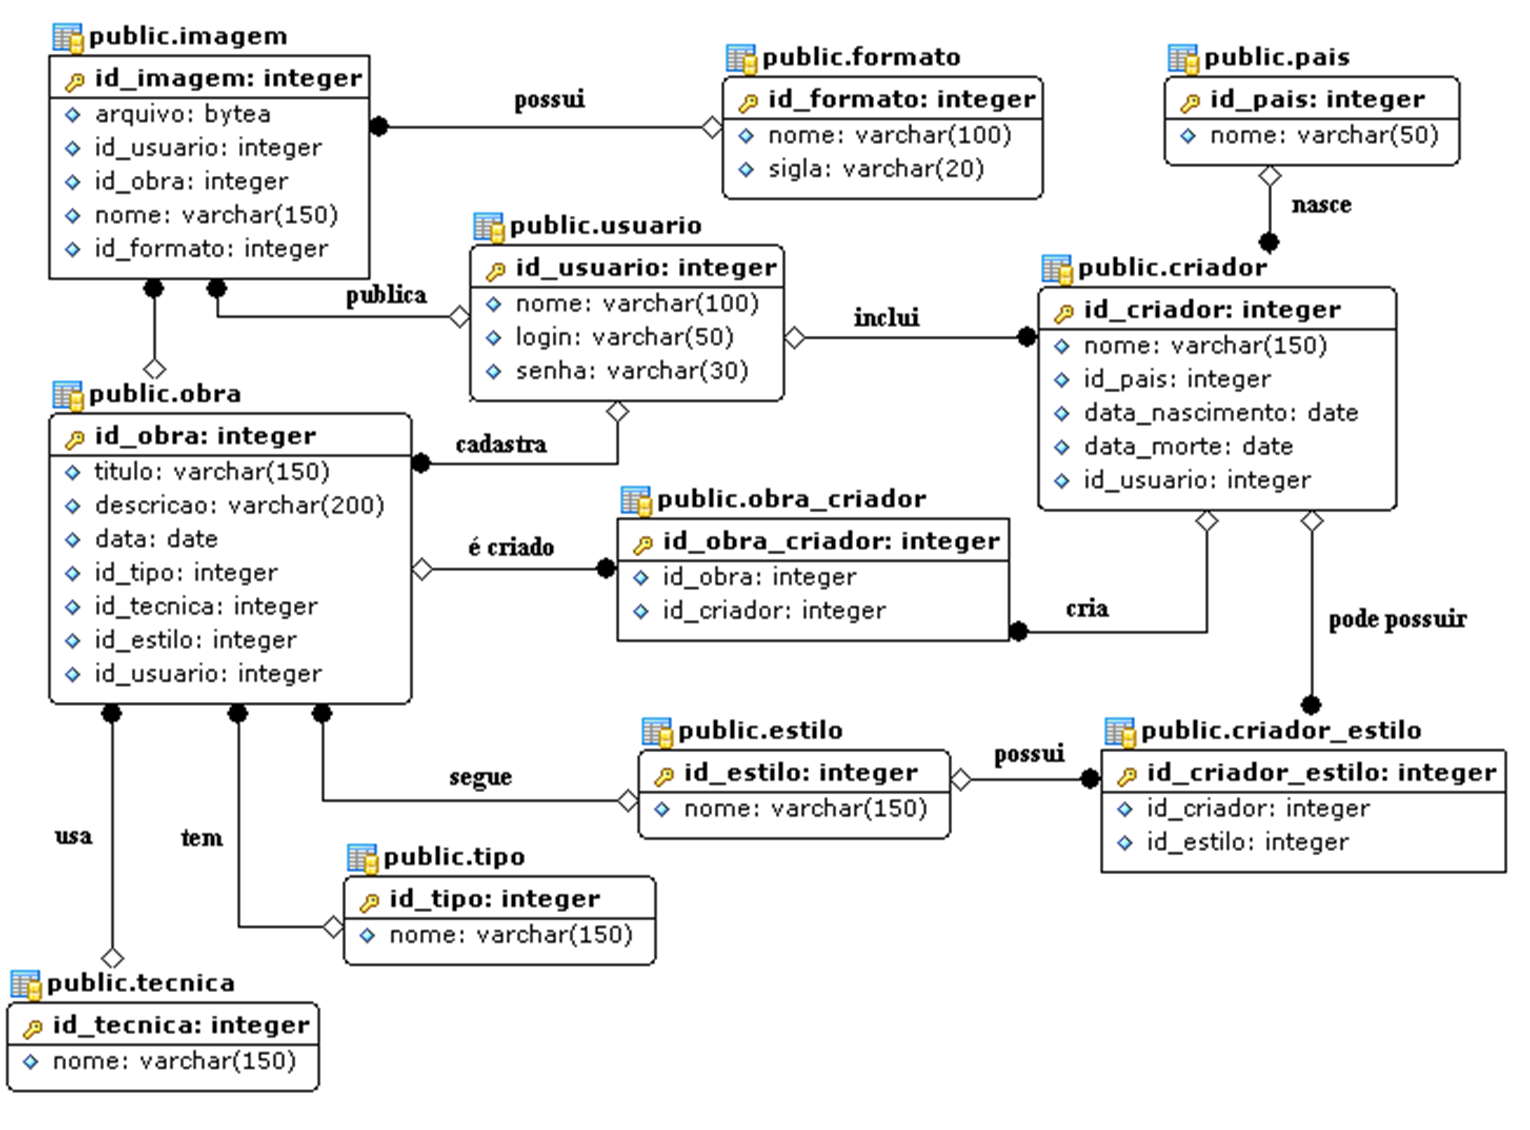 public.imagem
id_imagem: integer
arquivo: bytea
id_usuario: integer
id_obra: integer
nome: varchar(150)
id_formato: integer
possui
public.formato
id_formato: integer
nome: varchar(100)
sigla: varchar(20)
public.pais
id_pais: integer
nome: varchar(50)
nasce
publica
public.usuario
id_usuario: integer
nome: varchar(100)
login: varchar(50)
senha: varchar(30)
inclui
public.criador
id_criador: integer
nome: varchar(150)
id_pais: integer
data_nascimento: date
data_morte: date
id_usuario: integer
public.obra
id_obra: integer
titulo: varchar(150)
descricao: varchar(200)
data: date
id_tipo: integer
id_tecnica: integer
id_estilo: integer
id_usuario: integer
cadastra
é criado
public.obra_criador
id_obra_criador: integer
id_obra: integer
id_criador: integer
cria
pode possuir
segue
public.estilo
id_estilo: integer
nome: varchar(150)
possui
public.criador_estilo
id_criador_estilo: integer
id_criador: integer
id_estilo: integer
usa
tem
public.tipo
id_tipo: integer
nome: varchar(150)
public.tecnica
id_tecnica: integer
nome: varchar(150)